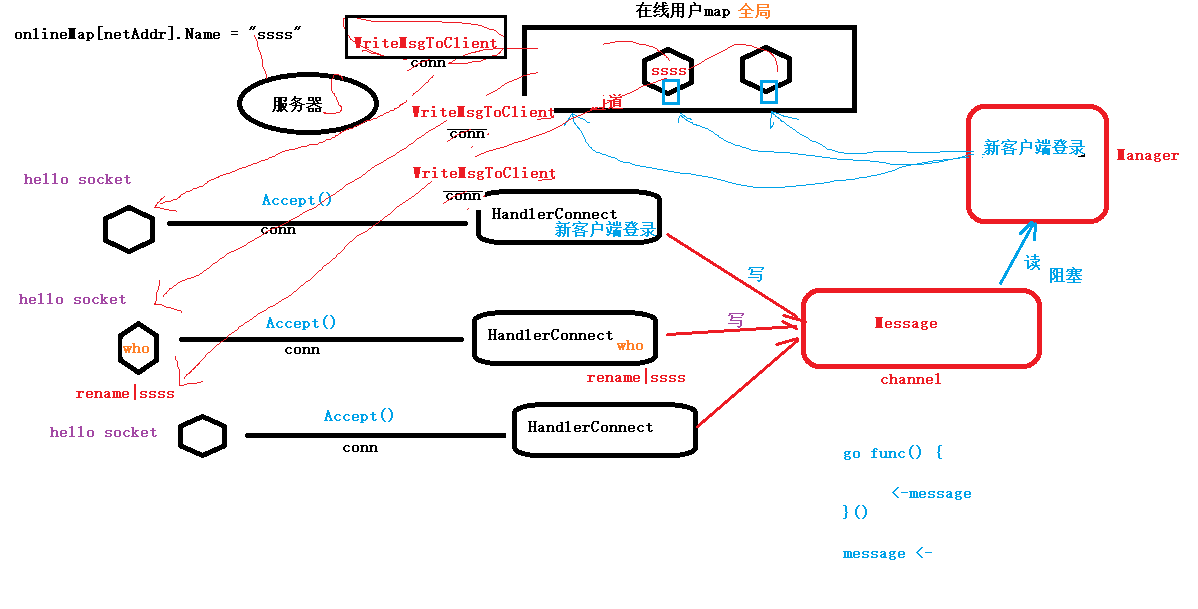 在线用户map 全局
onlineMap[netAddr].Name = "ssss"
WriteMsgToClient
conn
ssss
服务器
道
WriteMsgToClient
conn
新客户端登录
Manager
WriteMsgToClient
conn
hello socket
Accept()
conn
HandlerConnect
新客户端登录
写
读
阻塞
hello socket
Accept()
conn
HandlerConnect
who
写
Message
who
rename|ssss
rename|ssss
channel
hello socket
Accept()
conn
HandlerConnect
go func() {
<-message
}()
message <-